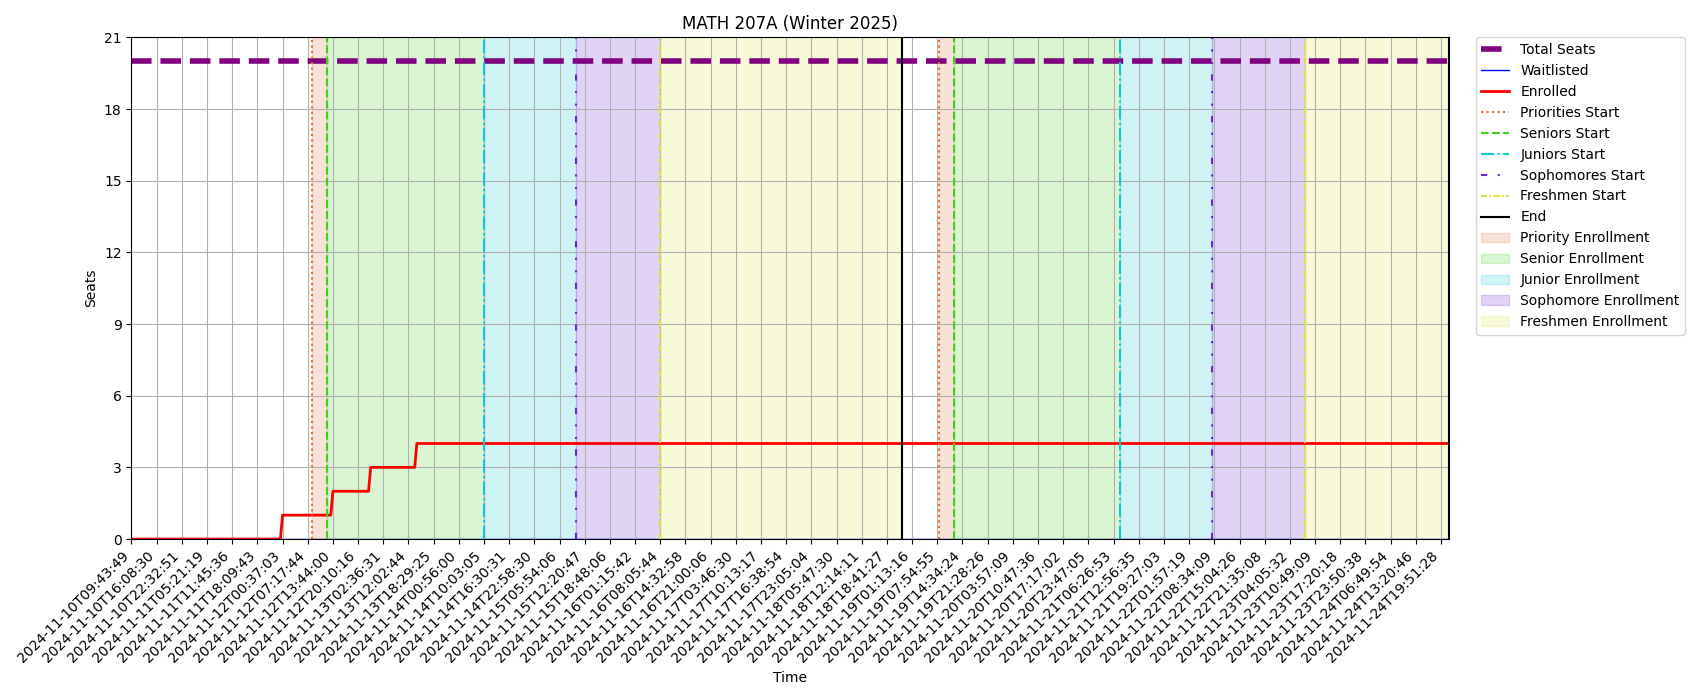 MATH 207A (Winter 2025)
Seats
21
18
15
12
9
6
3
0
2024-11-10T09:43:49
2024-11-10T16:08:30
2024-11-10T22:32:51
2024-11-11T05:21:19
2024-11-11T11:45:36
2024-11-11T18:09:43
2024-11-12T00:37:03
2024-11-12T07:17:44
2024-11-12T13:44:00
2024-11-12T20:10:16
2024-11-13T02:36:31
2024-11-13T12:02:44
2024-11-13T18:29:25
2024-11-14T00:56:00
2024-11-14T10:03:05
2024-11-14T16:30:31
2024-11-14T22:58:30
2024-11-15T05:54:06
2024-11-15T12:20:47
2024-11-15T18:48:06
2024-11-16T01:15:42
2024-11-16T08:05:44
2024-11-16T14:32:58
2024-11-16T21:00:06
2024-11-17T03:46:30
2024-11-17T10:13:17
2024-11-17T16:38:54
2024-11-17T23:05:04
2024-11-18T05:47:30
2024-11-18T12:14:11
2024-11-18T18:41:27
2024-11-19T01:13:16
2024-11-19T07:54:55
2024-11-19T14:34:24
2024-11-19T21:28:26
2024-11-20T03:57:09
2024-11-20T10:47:36
2024-11-20T17:17:02
2024-11-20T23:47:05
2024-11-21T06:26:53
2024-11-21T12:56:35
2024-11-21T19:27:03
2024-11-22T01:57:19
2024-11-22T08:34:09
2024-11-22T15:04:26
2024-11-22T21:35:08
2024-11-23T04:05:32
2024-11-23T10:49:09
2024-11-23T17:20:18
2024-11-23T23:50:38
2024-11-24T06:49:54
2024-11-24T13:20:46
2024-11-24T19:51:28
Time
Total Seats
Waitlisted
Enrolled
Priorities Start
Seniors Start
Juniors Start
Sophomores Start
Freshmen Start
End
Priority Enrollment
Senior Enrollment
Junior Enrollment
Sophomore Enrollment
Freshmen Enrollment